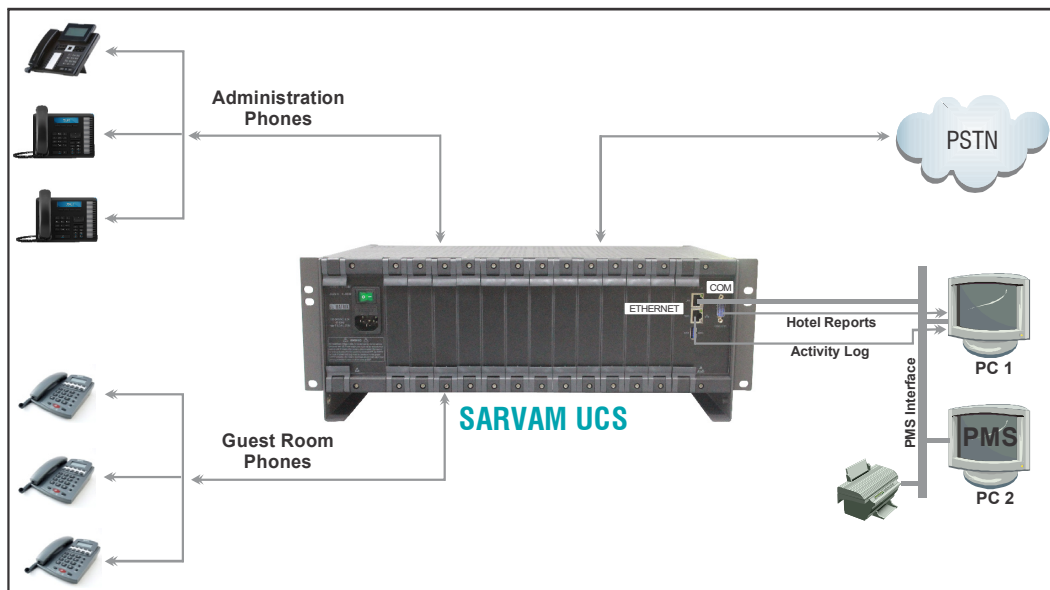 Administration
Phones
PSTN
COM
ETHERNET
Hotel Reports
Activity Log
PC 1
PMS Interface
SARVAM UCS
Guest Room
Phones
PMS
PC 2